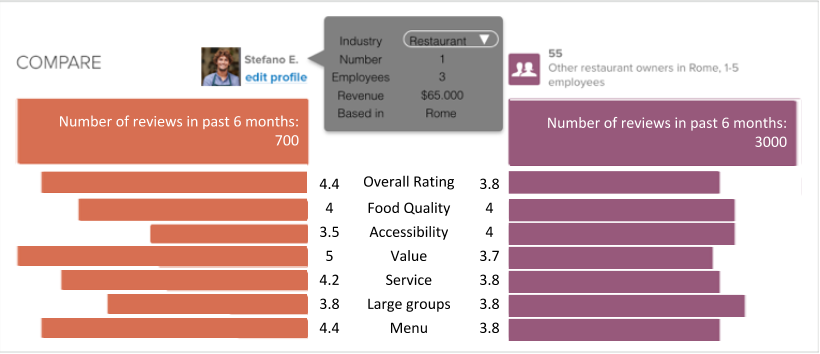 COMPARE
Stefano E.
edit profile
Industry Restaurant ▼
Number 1
Employees 3
Revenue $65.000
Based in Rome
55
Other restaurant owners in Rome, 1-5
employees
Number of reviews in past 6 months:
700
Number of reviews in past 6 months:
3000
4.4 Overall Rating 3.8
4 Food Quality 4
3.5 Accessibility 4
5 Value 3.7
4.2 Service 3.8
3.8 Large groups 3.8
4.4 Menu 3.8